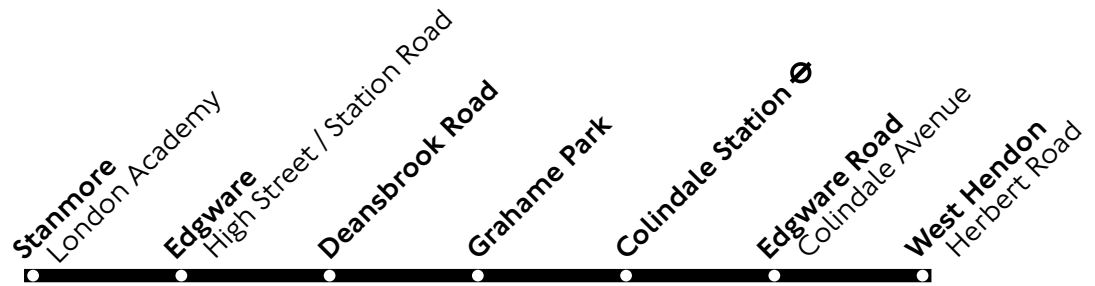 Stanmore
London Academy
Edgware
High Street / Station Road
Deansbrook Road
Grahame Park
Colindale Station
Edgware Road
Colindale Avenue
West Hendon
Herbert Road